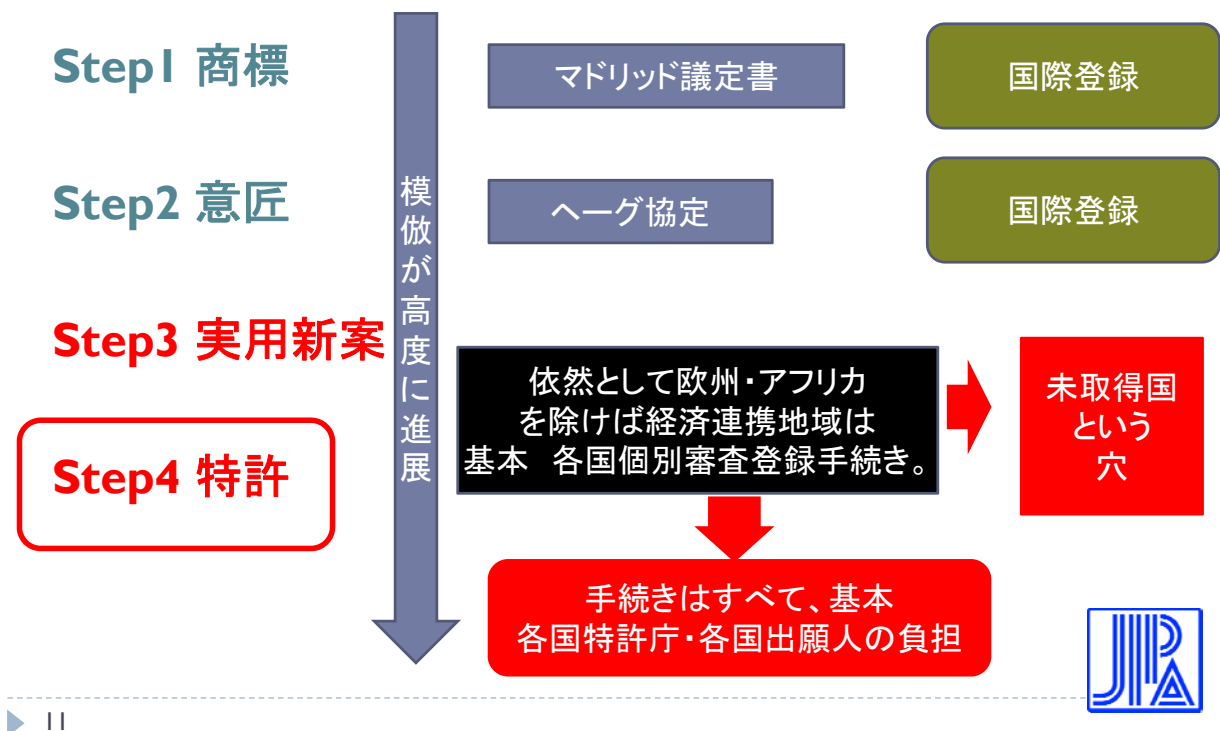 Step1 商標
マドリッド議定書
国際登録
Step2 意匠
ヘーグ協定
国際登録
模倣が高度に進展
Step3 実用新案
依然として欧州・アフリカ
を除けば経済連携地域は
基本　各国個別審査登録手続き。
未取得国
という
穴
Step4 特許
手続きはすべて、基本
各国特許庁・各国出願人の負担
JIPA
11